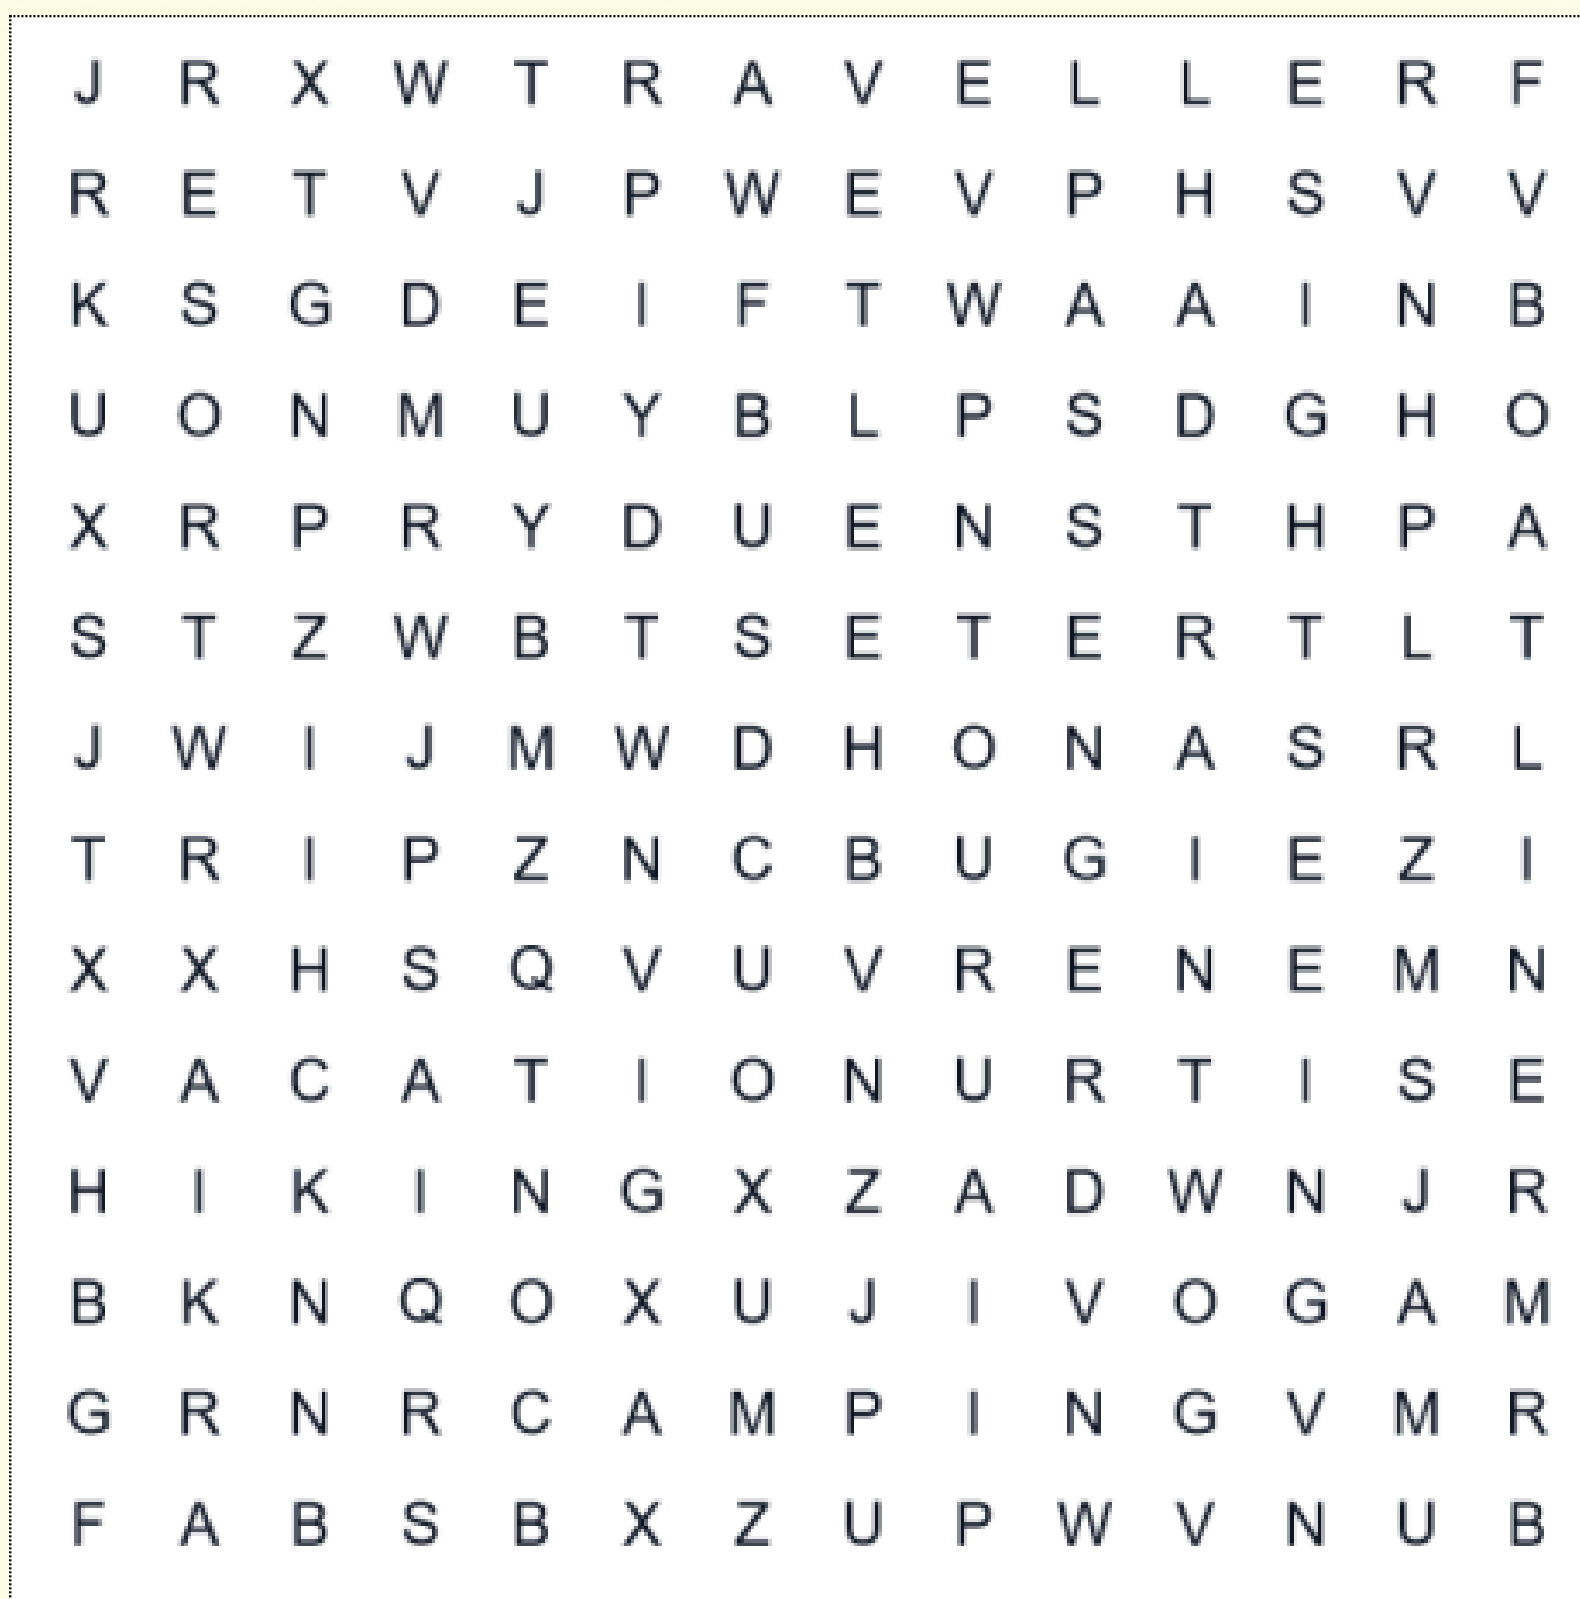 J R X W T R A V E L L E R F
R E T V J P W E V P H S V V
K S G D E I F T W A A I N B
U O N M U Y B L P S D G H O
X R P R Y D U E N S T H P A
S T Z W B T S E T E R T L T
J W I J M W D H O N A S R L
T R I P Z N C B U G I E Z I
X X H S Q V U V R E N E M N
V A C A T I O N U R T I S E
H I K I N G X Z A D W N J R
B K N Q O X U J I V O G A M
G R N R C A M P I N G V M R
F A B S B X Z U P W V N U B